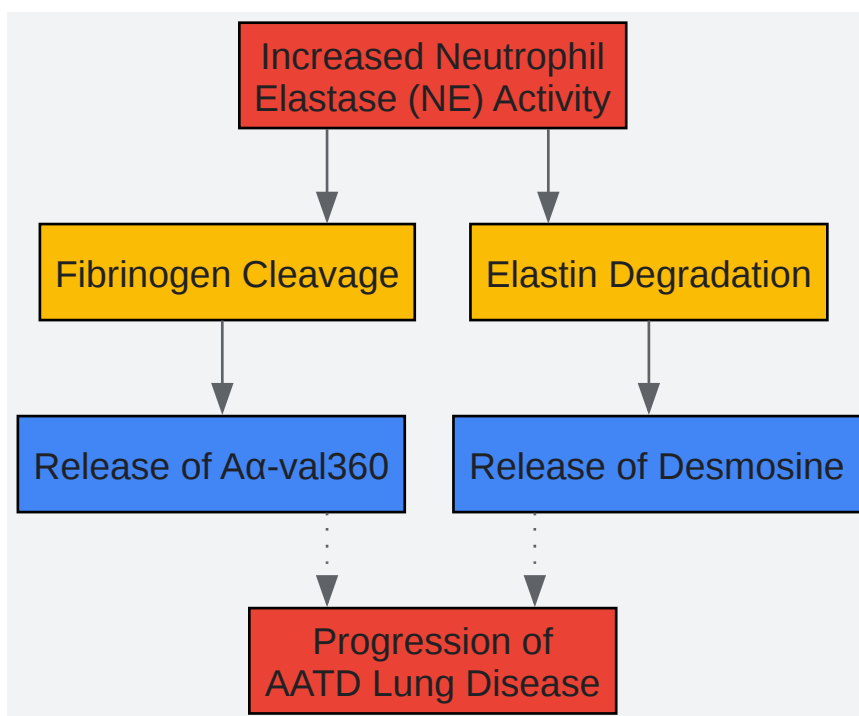 Increased Neutrophil
Elastase (NE) Activity
Fibrinogen Cleavage
Elastin Degradation
Release of Aα-val360
Release of Desmosine
Progression of
AATD Lung Disease